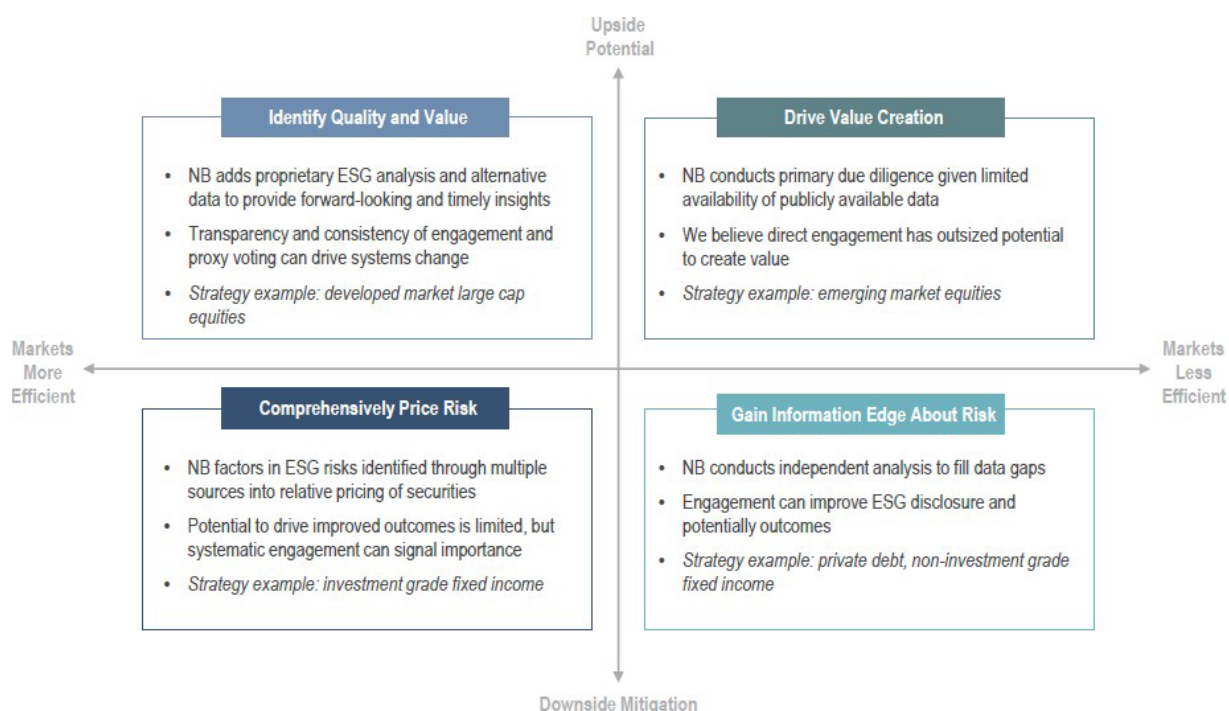 Upside
Potential
Identify Quality and Value
• NB adds proprietary ESG analysis and alternative
data to provide forward-looking and timely insights
• Transparency and consistency of engagement and
proxy voting can drive systems change
• Strategy example: developed market large cap
equities
Drive Value Creation
• NB conducts primary due diligence given limited
availability of publicly available data
• We believe direct engagement has outsized potential
to create value
• Strategy example: emerging market equities
Markets
More
Efficient
Markets
Less
Efficient
Comprehensively Price Risk
• NB factors in ESG risks identified through multiple
sources into relative pricing of securities
• Potential to drive improved outcomes is limited, but
systematic engagement can signal importance
• Strategy example: investment grade fixed income
Gain Information Edge About Risk
• NB conducts independent analysis to fill data gaps
• Engagement can improve ESG disclosure and
potentially outcomes
• Strategy example: private debt, non-investment grade
fixed income
Downside Mitigation